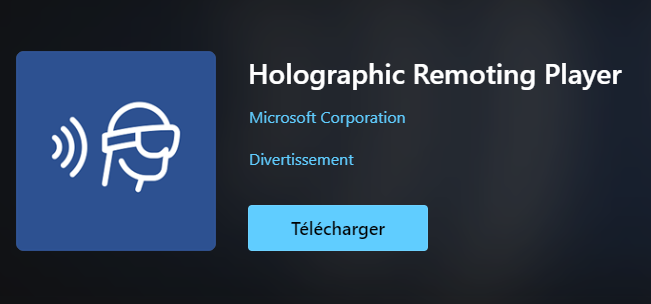 Holographic Remoting Player
Microsoft Corporation
Divertissement
Télécharger